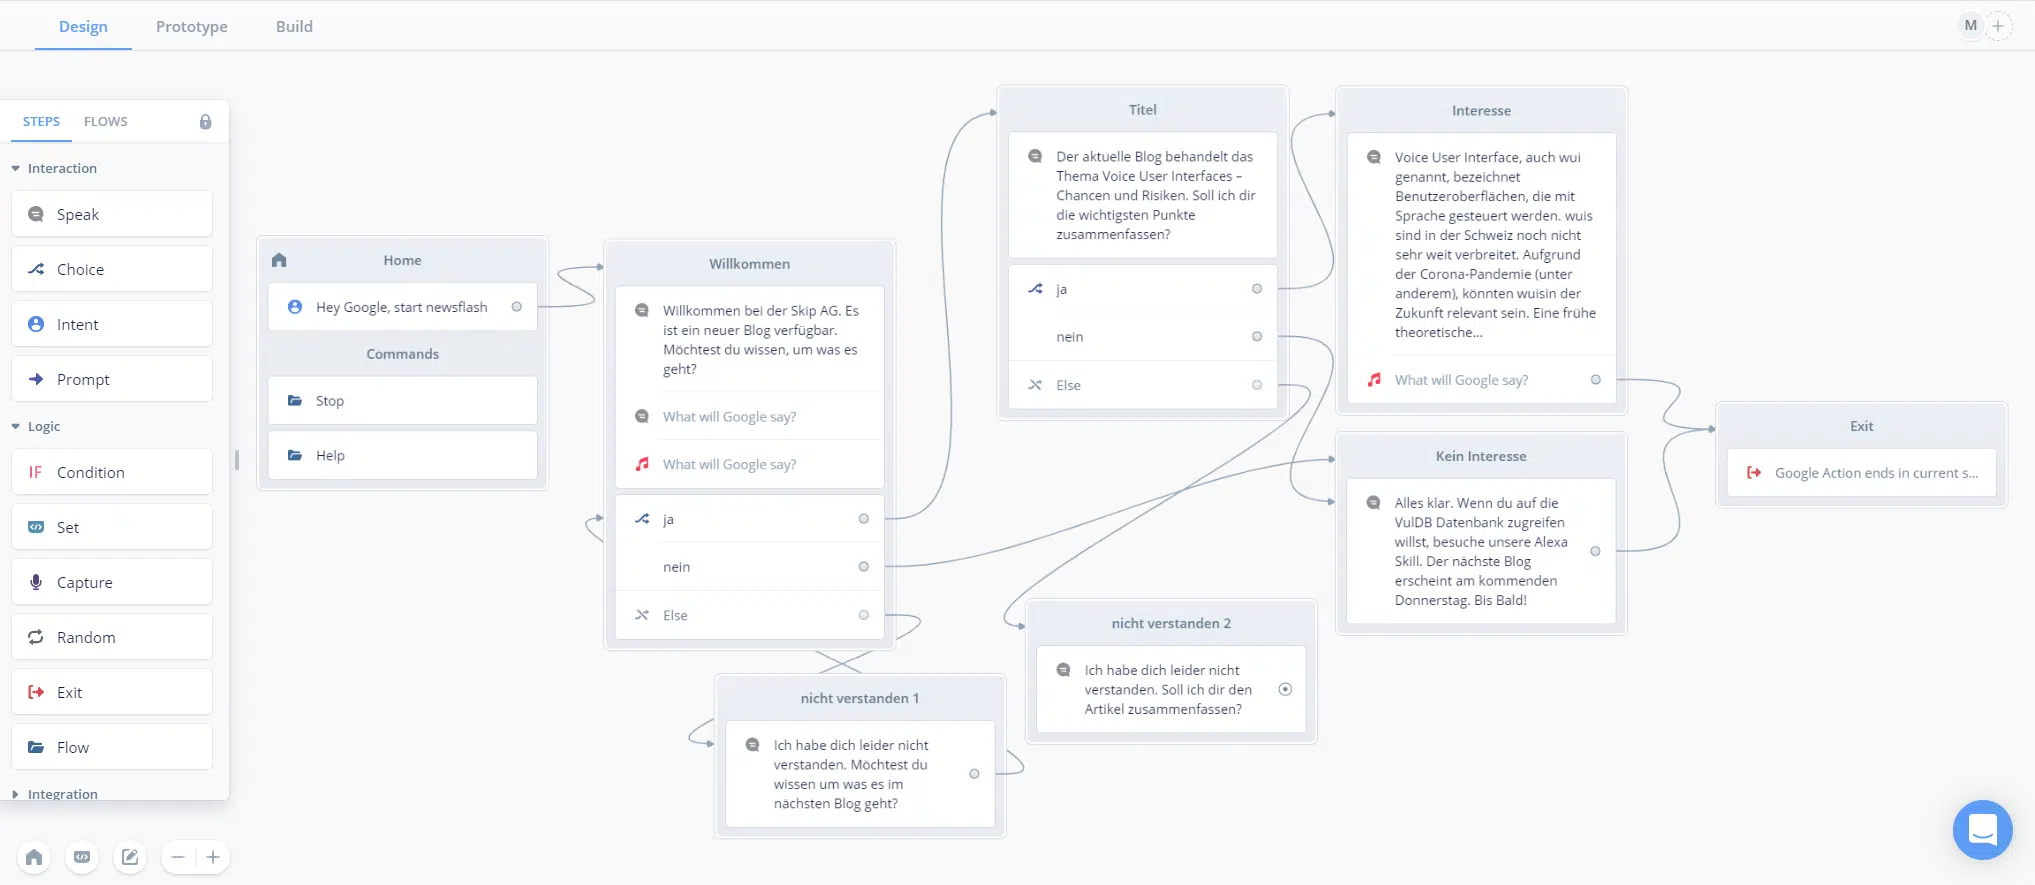 Design
Prototype
Build
M
STEPS
FLOWS
Interaction
Speak
Choice
Intent
Prompt
Logic
IF Condition
Set
Capture
Random
Exit
Flow
Integration
Home
Hey Google, start newsflash
Commands
Stop
Help
Willkommen
Willkommen bei der Skip AG. Es
ist ein neuer Blog verfügbar.
Möchtest du wissen, um was es
geht?
What will Google say?
What will Google say?
ja
nein
Else
nicht verstanden 1
Ich habe dich leider nicht
verstanden. Möchtest du
wissen um was es im
nächsten Blog geht?
Titel
Der aktuelle Blog behandelt das
Thema Voice User Interfaces –
Chancen und Risiken. Soll ich dir
die wichtigsten Punkte
zusammenfassen?
ja
nein
Else
nicht verstanden 2
Ich habe dich leider nicht
verstanden. Soll ich dir den
Artikel zusammenfassen?
Interesse
Voice User Interface, auch wui
genannt, bezeichnet
Benutzeroberflächen, die mit
Sprache gesteuert werden. wuis
sind in der Schweiz noch nicht
sehr weit verbreitet. Aufgrund
der Corona-Pandemie (unter
anderem), könnten wuisin der
Zukunft relevant sein. Eine frühe
theoretische...
What will Google say?
Kein Interesse
Alles klar. Wenn du auf die
VulDB Datenbank zugreifen
willst, besuche unsere Alexa
Skill. Der nächste Blog
erscheint am kommenden
Donnerstag. Bis Bald!
Exit
Google Action ends in current s...